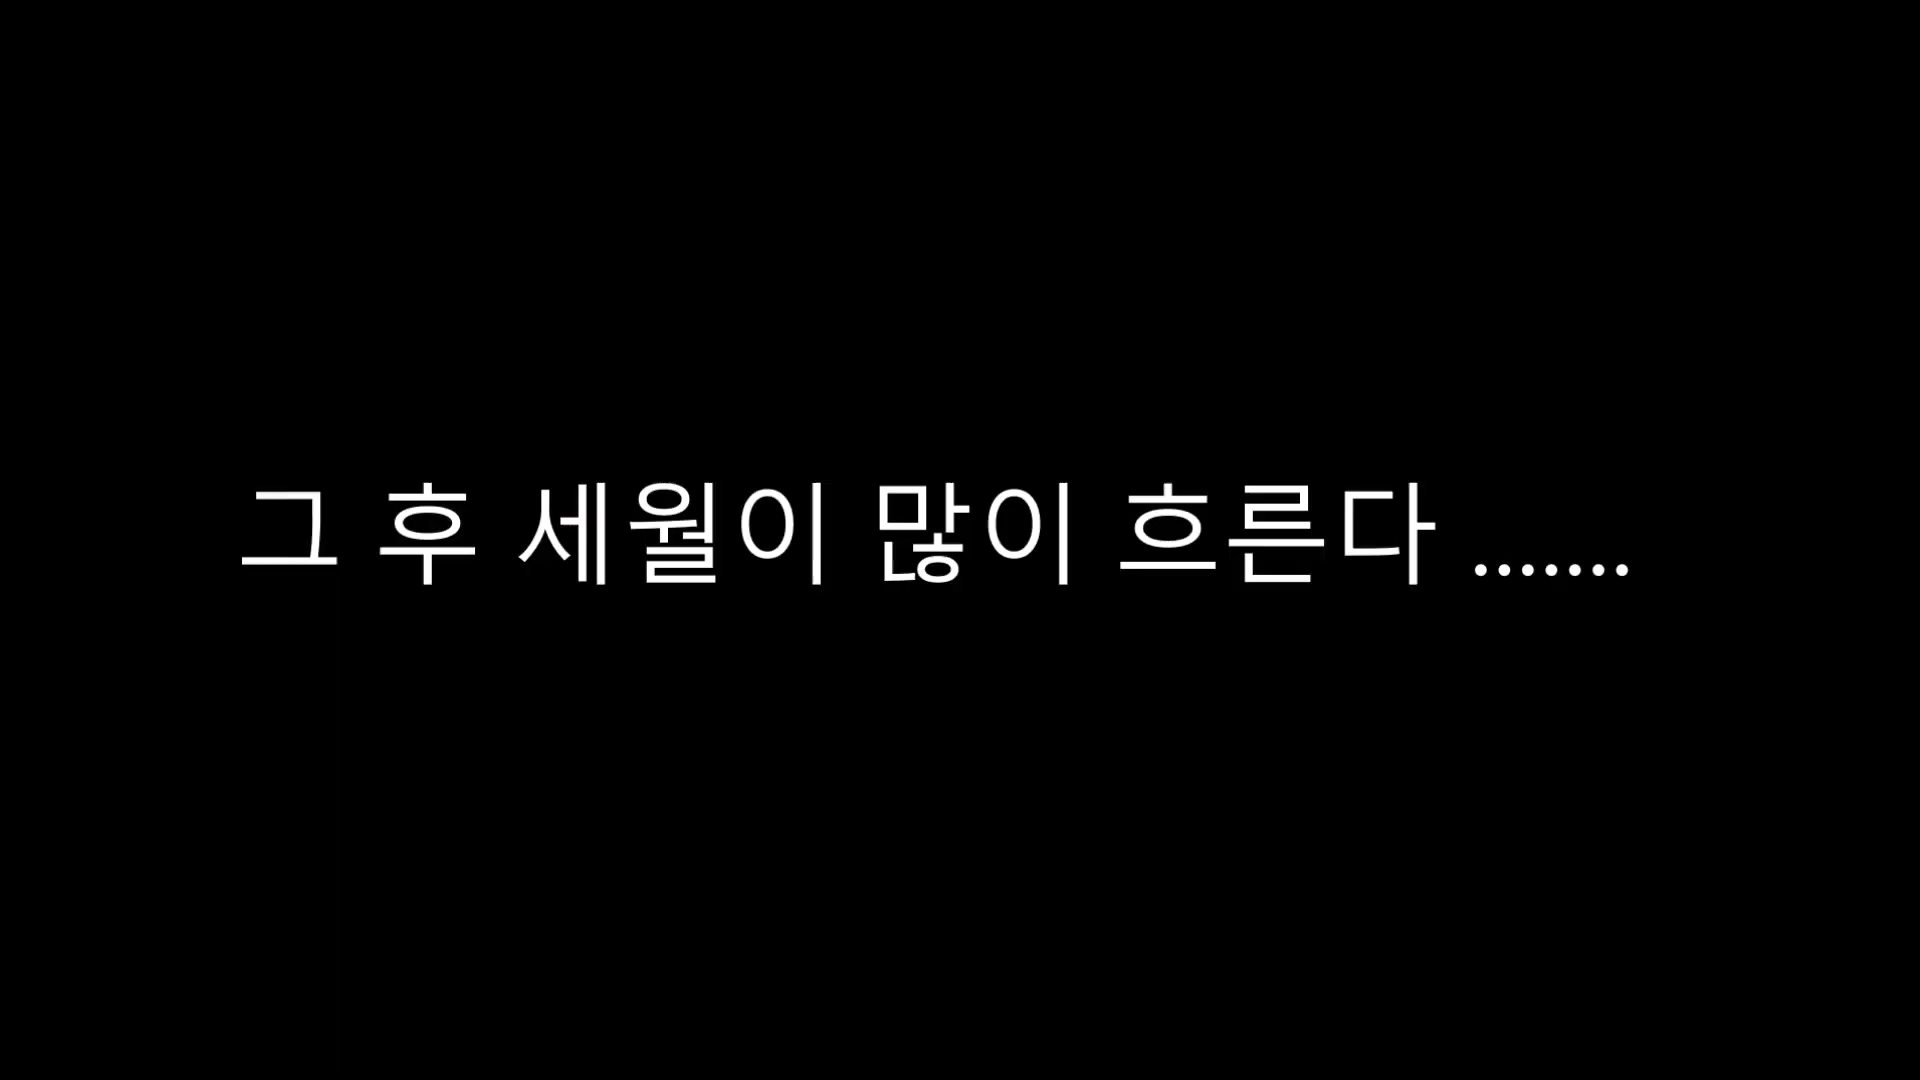 그 후 세월이 많이 흐른다 .......